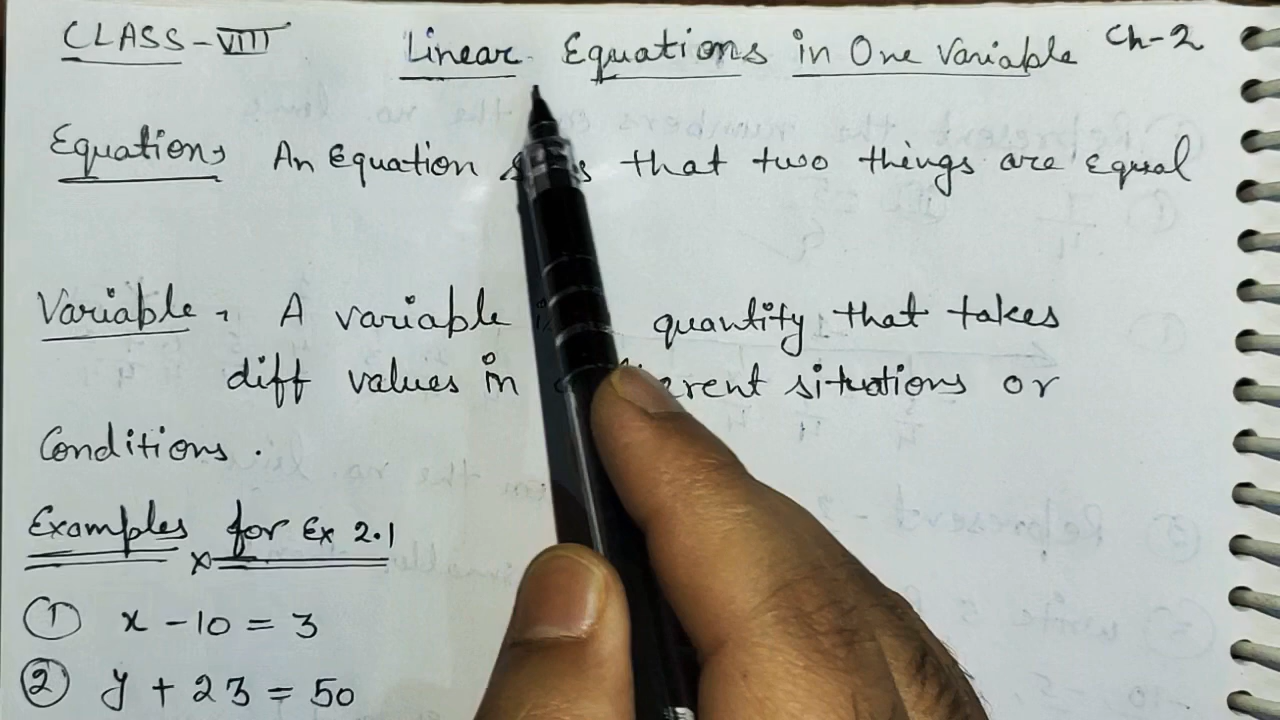 CLASS-VIII Linear Equations in One Variable Ch-2
Equation, An Equation that two things are Equal
Variable, A variable quantity that takes
diff values in situations or
Conditions.
Examples for Ex 2.1
① x - 10 = 3
② y + 23 = 50